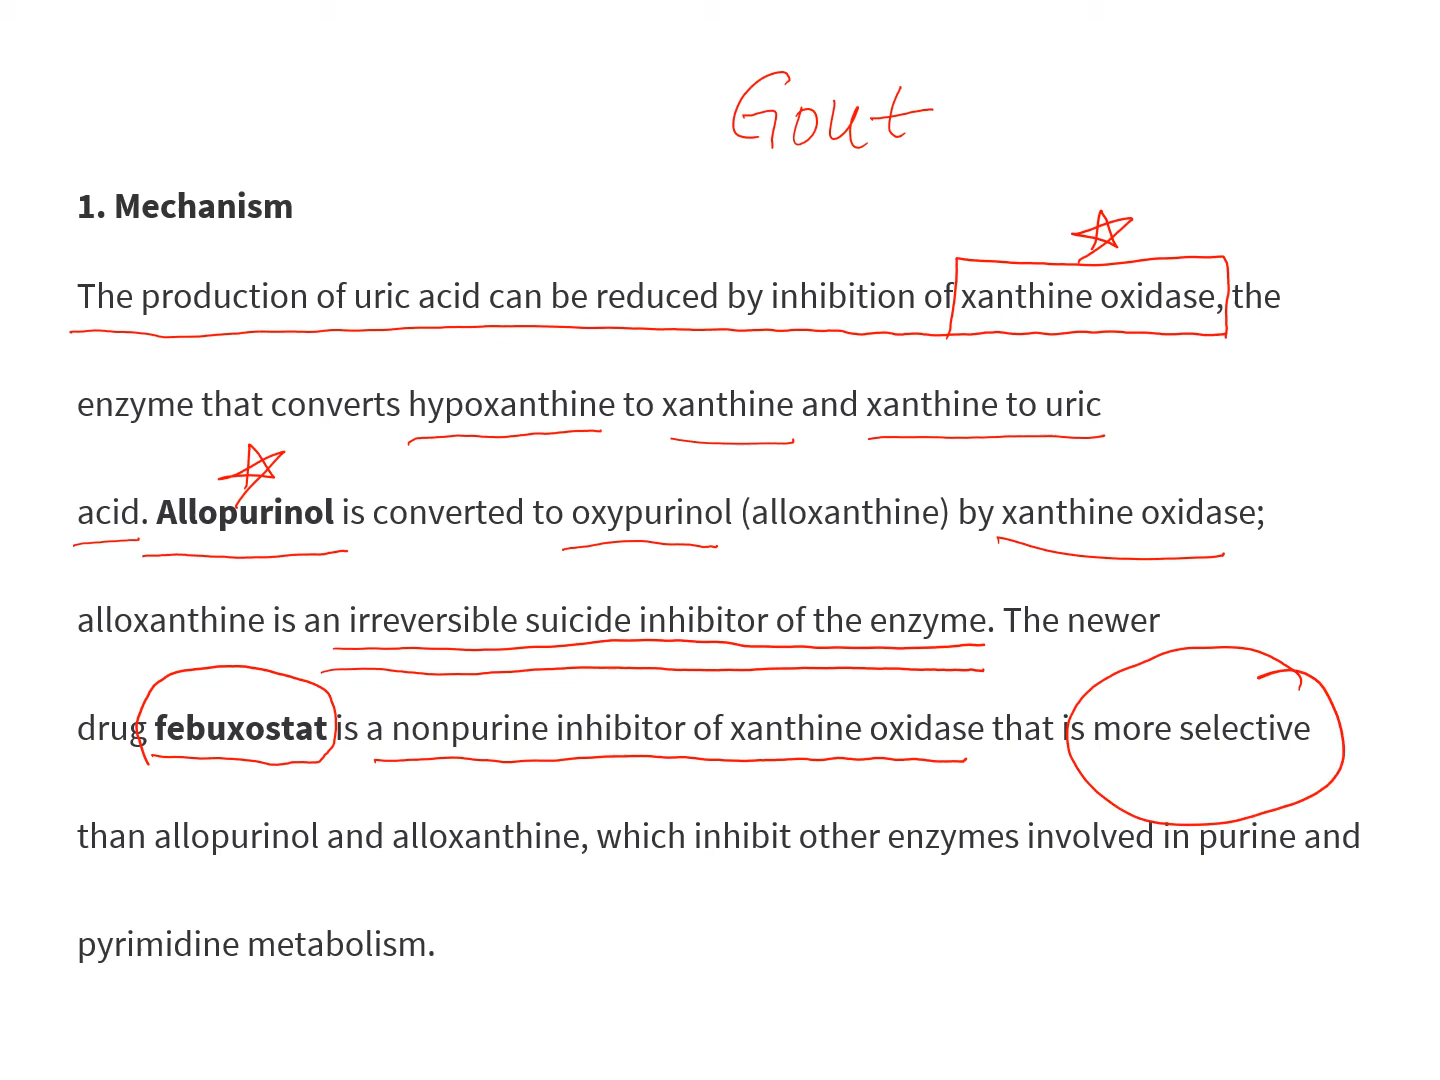 Gout
1. Mechanism
The production of uric acid can be reduced by inhibition of xanthine oxidase, the
enzyme that converts hypoxanthine to xanthine and xanthine to uric
acid. Allopurinol is converted to oxypurinol (alloxanthine) by xanthine oxidase;
alloxanthine is an irreversible suicide inhibitor of the enzyme. The newer
drug febuxostat is a nonpurine inhibitor of xanthine oxidase that is more selective
than allopurinol and alloxanthine, which inhibit other enzymes involved in purine and
pyrimidine metabolism.